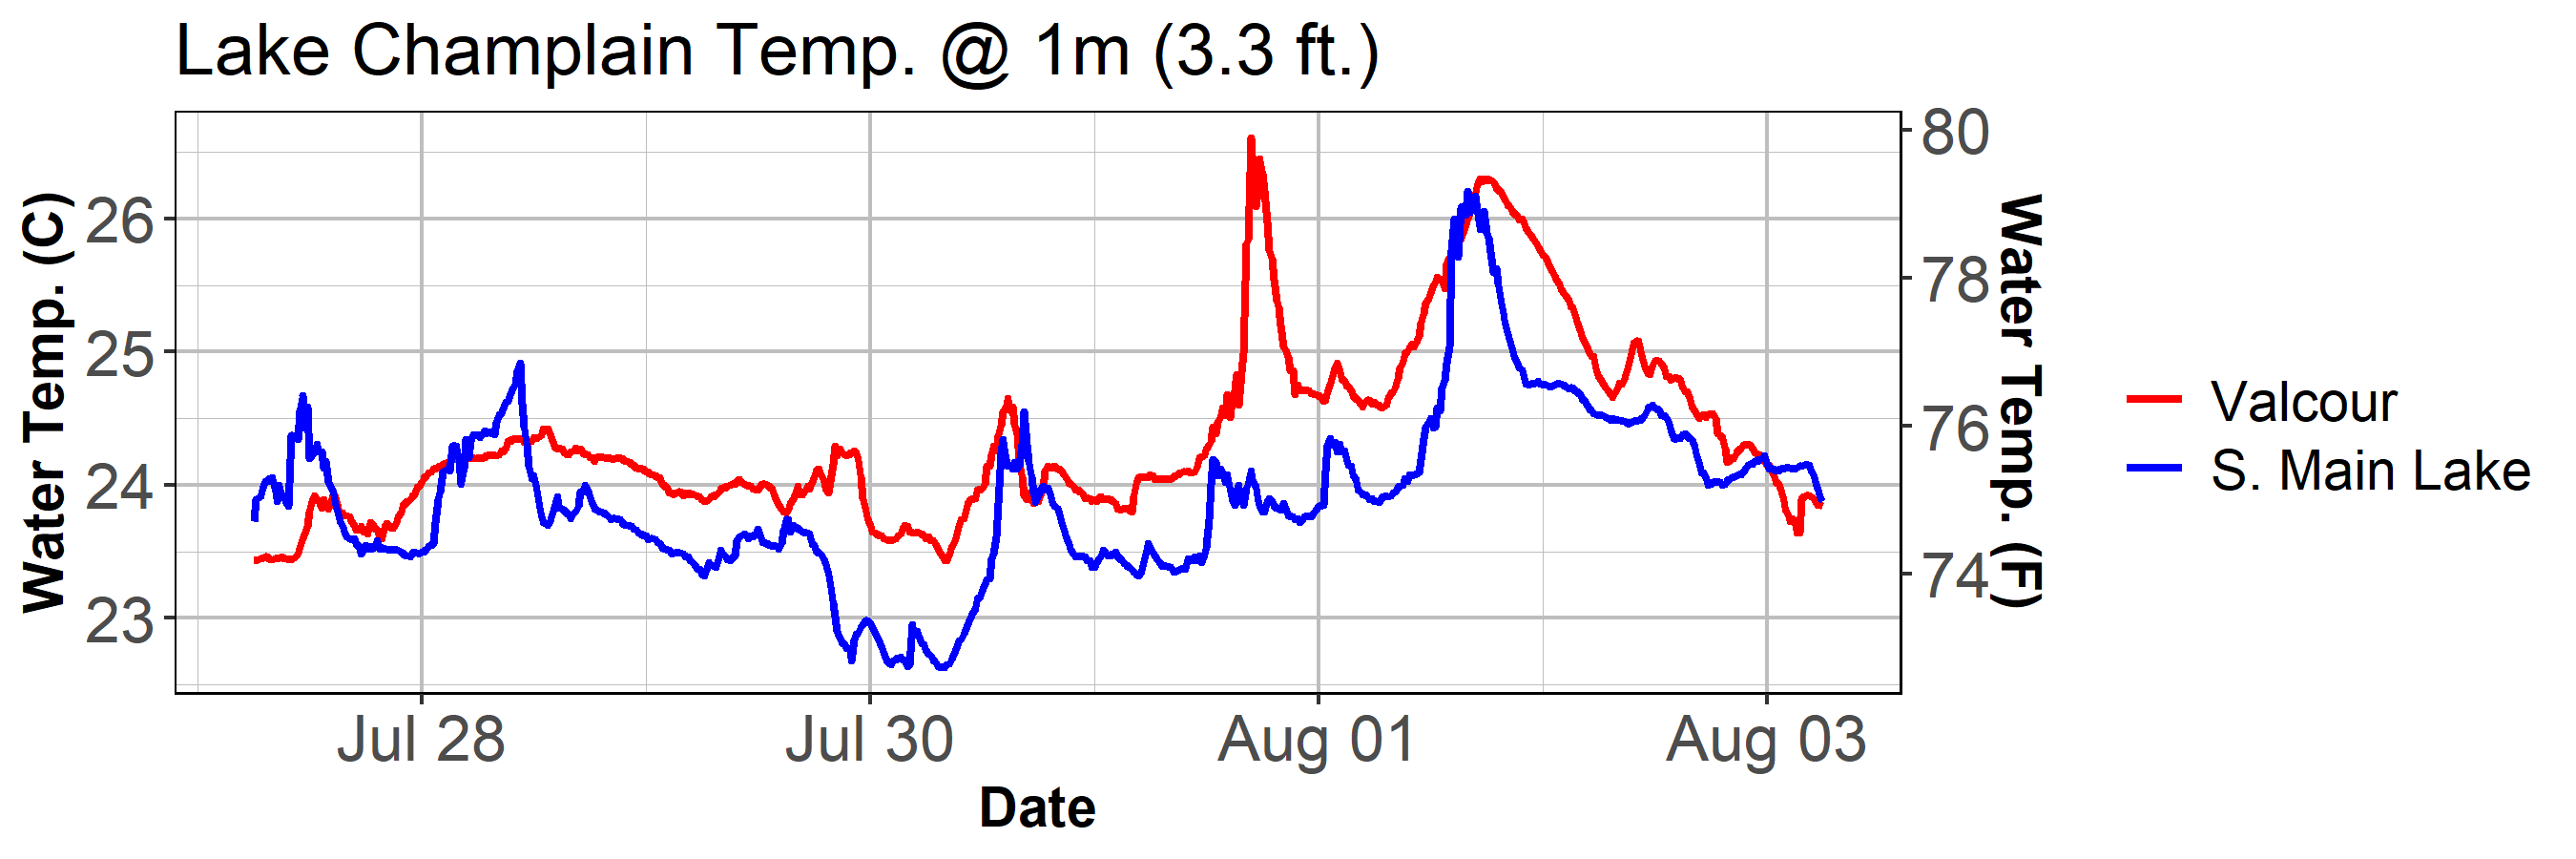 Lake Champlain Temp. @ 1m (3.3 ft.)
Water Temp. (C)
26
25
24
23
80
78
76
74
Water Temp. (F)
Jul 28
Jul 30
Aug 01
Aug 03
Date
Valcour
S. Main Lake